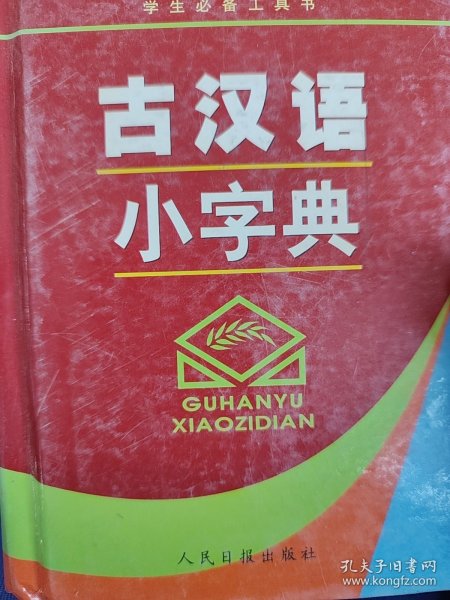 学生必备工具书
古汉语
小字典
GUHANYU
XIAOZIDIAN
人民日报出版社
孔夫子旧书网
www.kongfz.com